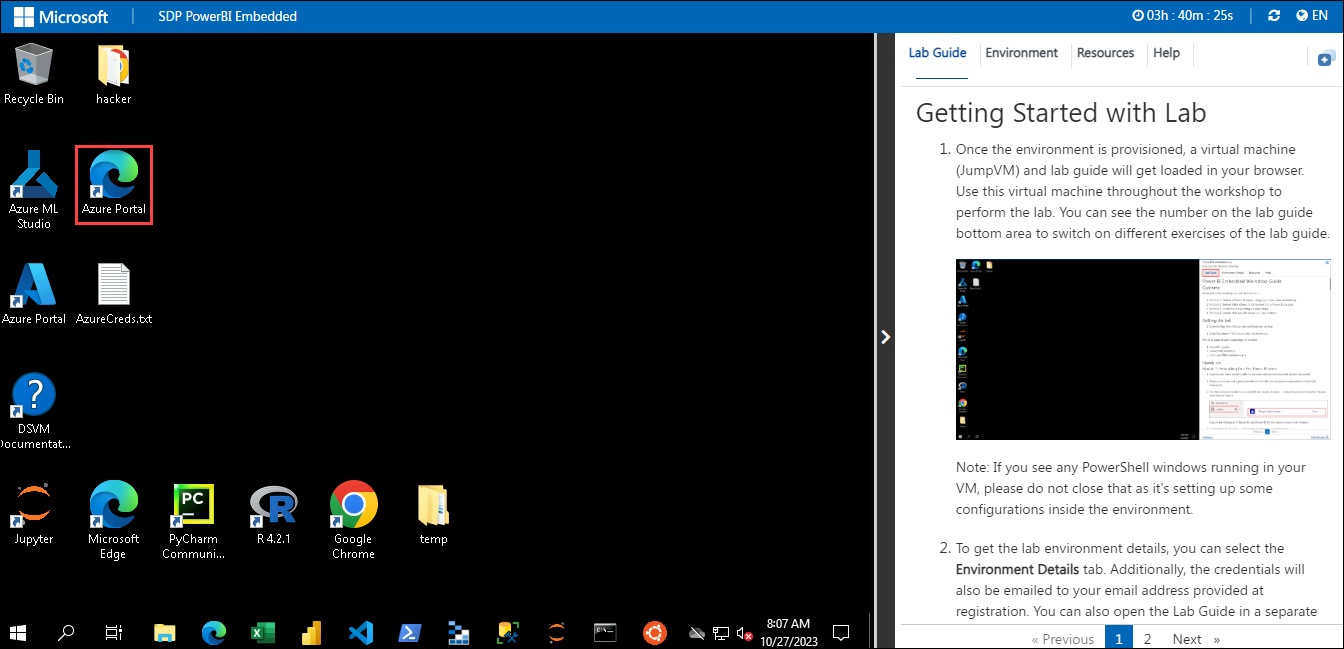 Microsoft
SDP PowerBI Embedded
03h : 40m : 25s
EN
Recycle Bin
hacker
Azure ML
Studio
Azure Portal
Azure Portal
AzureCreds.txt
DSVM
Documentat...
Jupyter
Microsoft
Edge
PC
PyCharm
Communi...
R 4.2.1
Google
Chrome
temp
8:07 AM
10/27/2023
Lab Guide
Environment
Resources
Help
Getting Started with Lab
1. Once the environment is provisioned, a virtual machine
(JumpVM) and lab guide will get loaded in your browser.
Use this virtual machine throughout the workshop to
perform the lab. You can see the number on the lab guide
bottom area to switch on different exercises of the lab guide.
Power BI Embedded Workshop Guide
Note: If you see any PowerShell windows running in your
VM, please do not close that as it's setting up some
configurations inside the environment.
2. To get the lab environment details, you can select the
Environment Details tab. Additionally, the credentials will
also be emailed to your email address provided at
registration. You can also open the Lab Guide in a separate
« Previous 1 2 Next »